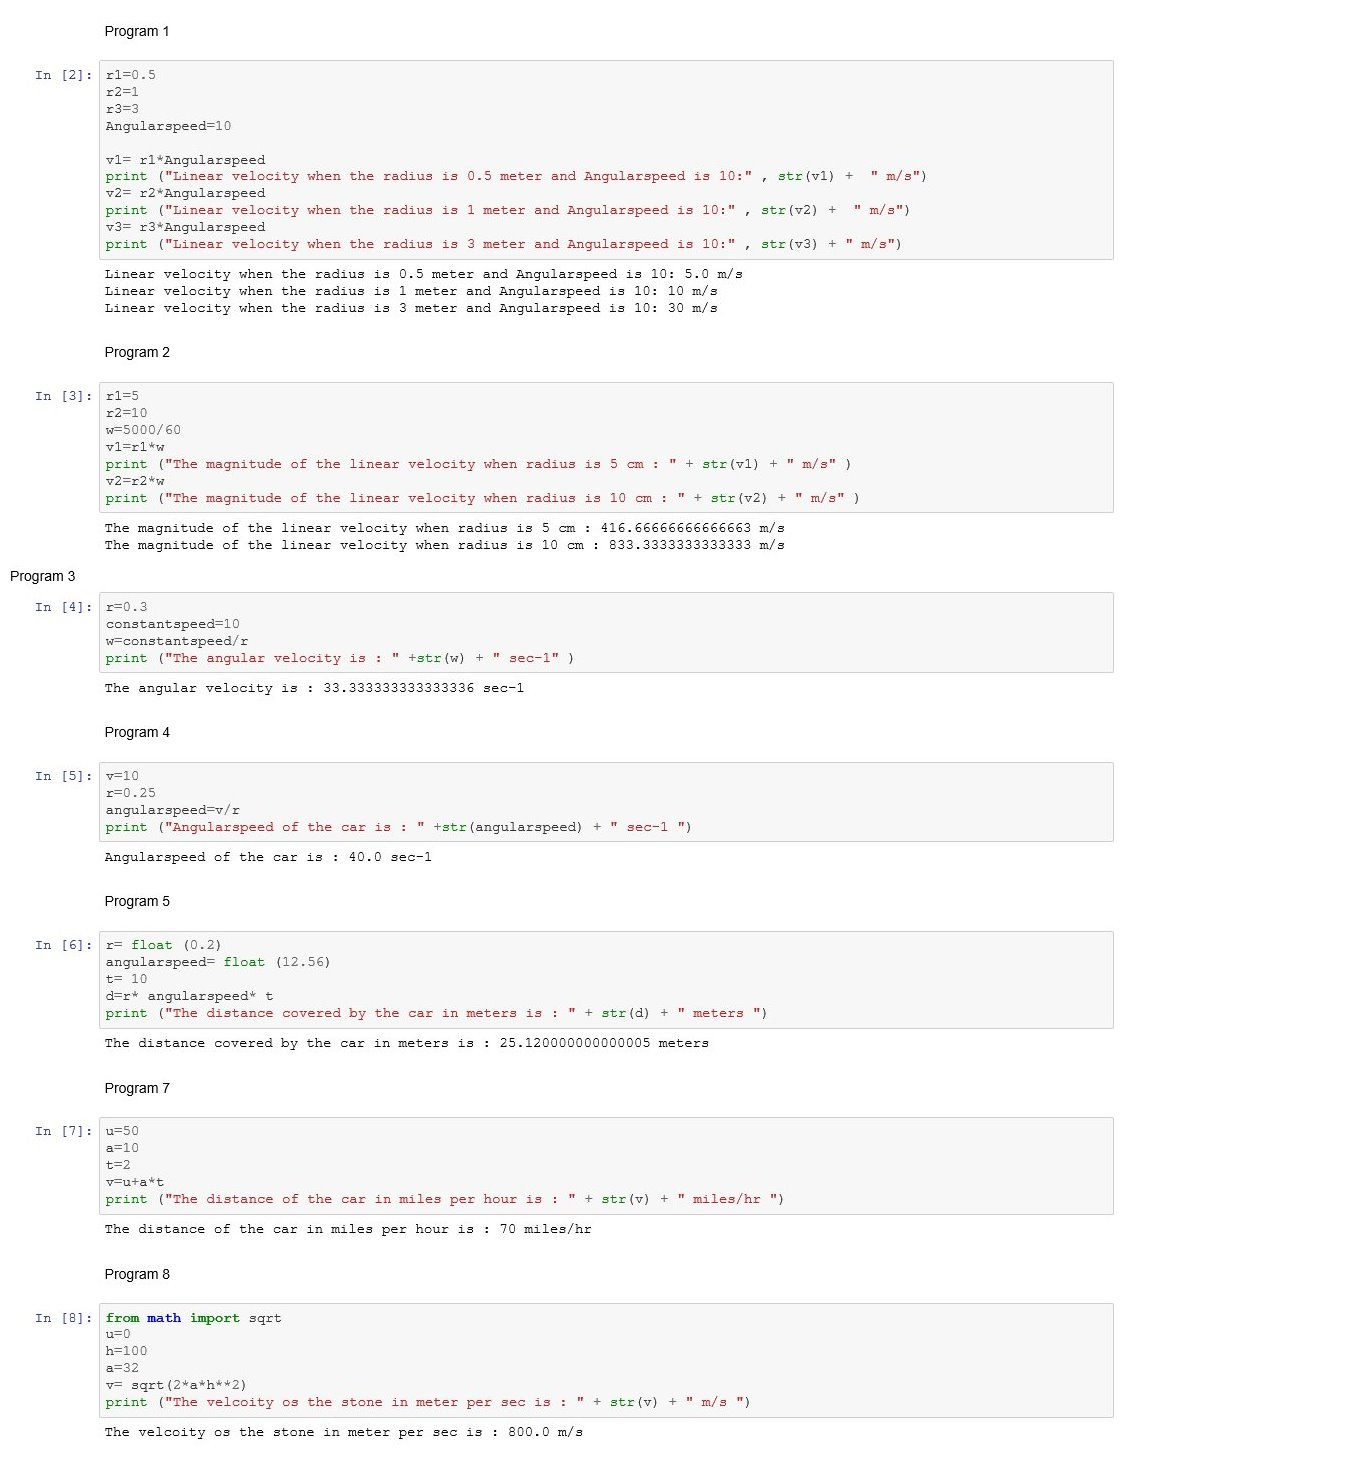 Program 1
In [2]: r1=0.5
r2=1
r3=3
Angularspeed=10
v1= r1*Angularspeed
print ("Linear velocity when the radius is 0.5 meter and Angularspeed is 10:" , str(v1) +  " m/s")
v2= r2*Angularspeed
print ("Linear velocity when the radius is 1 meter and Angularspeed is 10:" , str(v2) +  " m/s")
v3= r3*Angularspeed
print ("Linear velocity when the radius is 3 meter and Angularspeed is 10:" , str(v3) + " m/s")
Linear velocity when the radius is 0.5 meter and Angularspeed is 10: 5.0 m/s
Linear velocity when the radius is 1 meter and Angularspeed is 10: 10 m/s
Linear velocity when the radius is 3 meter and Angularspeed is 10: 30 m/s
Program 2
In [3]: r1=5
r2=10
w=5000/60
v1=r1*w
print ("The magnitude of the linear velocity when radius is 5 cm : " + str(v1) + " m/s" )
v2=r2*w
print ("The magnitude of the linear velocity when radius is 10 cm : " + str(v2) + " m/s" )
The magnitude of the linear velocity when radius is 5 cm : 416.66666666666663 m/s
The magnitude of the linear velocity when radius is 10 cm : 833.3333333333333 m/s
Program 3
In [4]: r=0.3
constantspeed=10
w=constantspeed/r
print ("The angular velocity is : " +str(w) + " sec-1" )
The angular velocity is : 33.333333333333336 sec-1
Program 4
In [5]: v=10
r=0.25
angularspeed=v/r
print ("Angularspeed of the car is : " +str(angularspeed) + " sec-1 ")
Angularspeed of the car is : 40.0 sec-1
Program 5
In [6]: r= float (0.2)
angularspeed= float (12.56)
t= 10
d=r* angularspeed* t
print ("The distance covered by the car in meters is : " + str(d) + " meters ")
The distance covered by the car in meters is : 25.120000000000005 meters
Program 7
In [7]: u=50
a=10
t=2
v=u+a*t
print ("The distance of the car in miles per hour is : " + str(v) + " miles/hr ")
The distance of the car in miles per hour is : 70 miles/hr
Program 8
In [8]: from math import sqrt
u=0
h=100
a=32
v= sqrt(2*a*h**2)
print ("The velcoity os the stone in meter per sec is : " + str(v) + " m/s ")
The velcoity os the stone in meter per sec is : 800.0 m/s